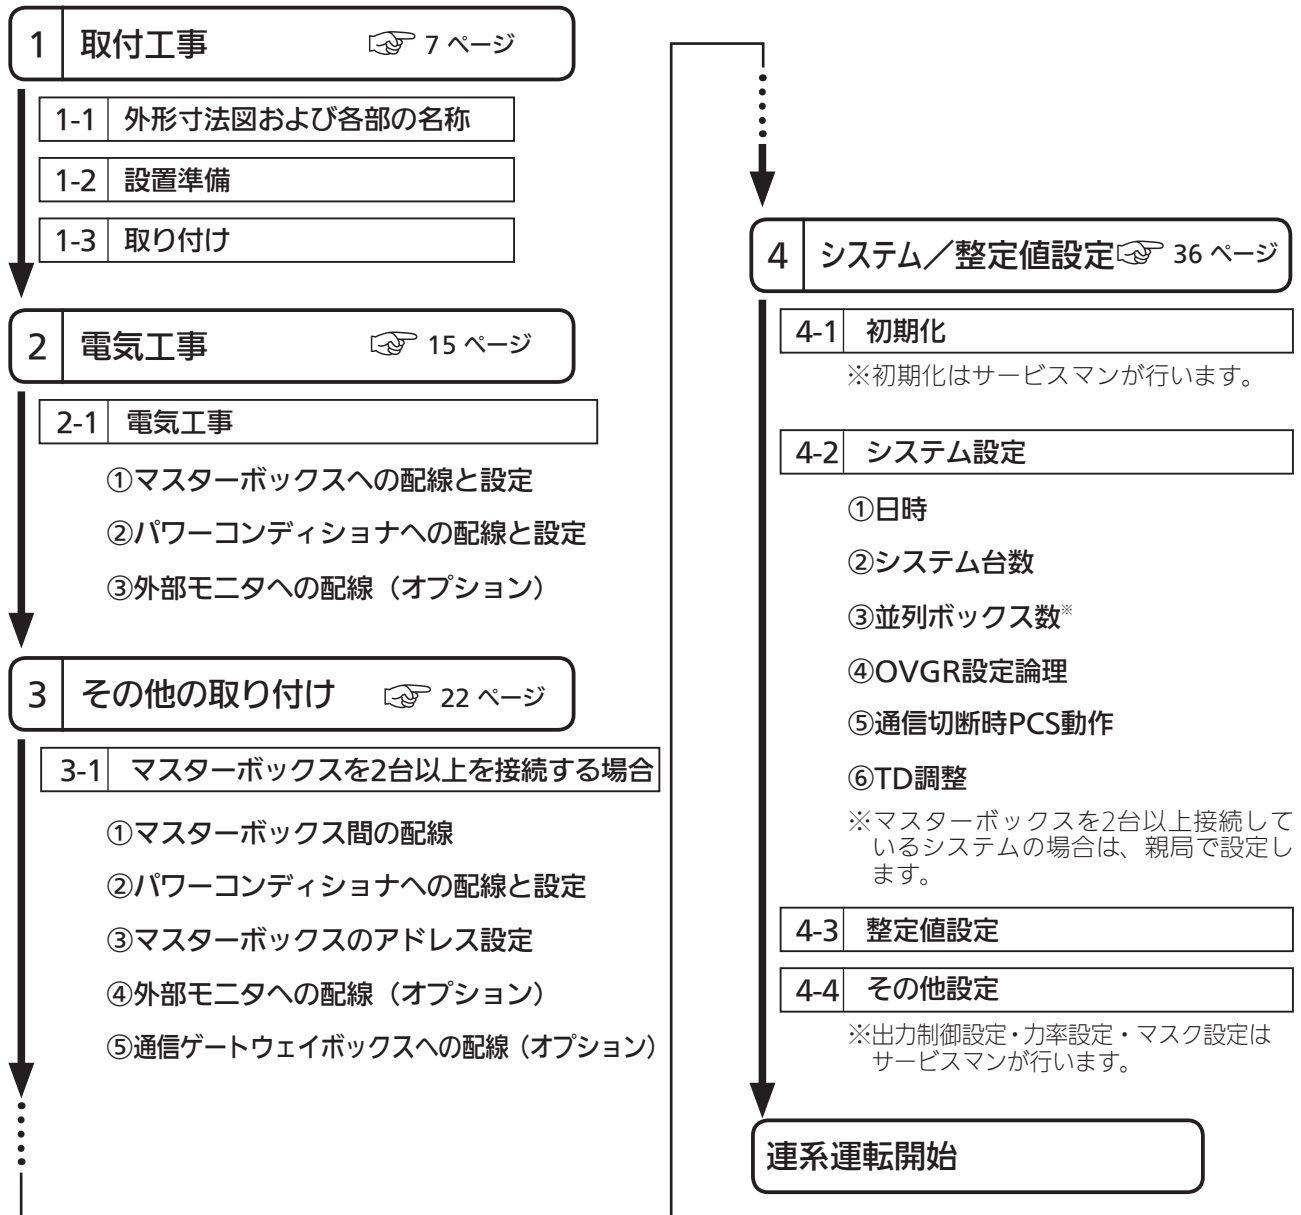 1 取付工事 ☞ 7 ページ
1-1 外形寸法図および各部の名称
1-2 設置準備
1-3 取り付け
2 電気工事 ☞ 15 ページ
2-1 電気工事
①マスターボックスへの配線と設定
②パワーコンディショナへの配線と設定
③外部モニタへの配線（オプション）
3 その他の取り付け ☞ 22 ページ
3-1 マスターボックスを2台以上を接続する場合
①マスターボックス間の配線
②パワーコンディショナへの配線と設定
③マスターボックスのアドレス設定
④外部モニタへの配線（オプション）
⑤通信ゲートウェイボックスへの配線（オプション）
4 システム／整定値設定 ☞ 36 ページ
4-1 初期化
※初期化はサービスマンが行います。
4-2 システム設定
①日時
②システム台数
③並列ボックス数※
④OVGR設定論理
⑤通信切断時PCS動作
⑥TD調整
※マスターボックスを2台以上接続して
いるシステムの場合は、親局で設定し
ます。
4-3 整定値設定
4-4 その他設定
※出力制御設定・力率設定・マスク設定は
サービスマンが行います。
連系運転開始